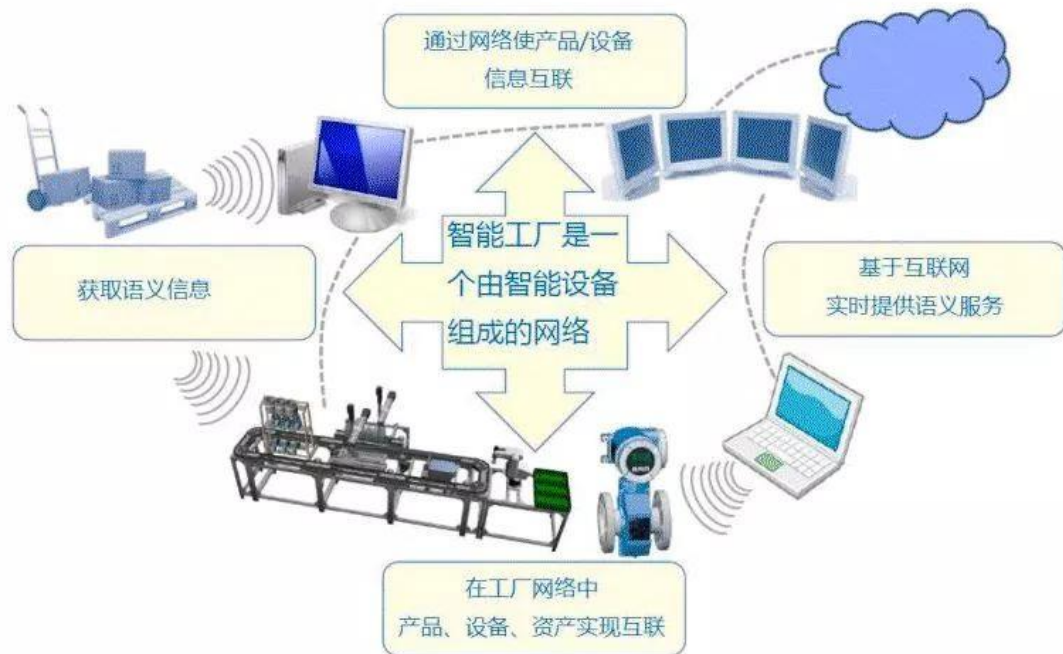 通过网络使产品/设备
信息互联
智能工厂是一
个由智能设备
组成的网络
获取语义信息
基于互联网
实时提供语义服务
在工厂网络中
产品、设备、资产实现互联